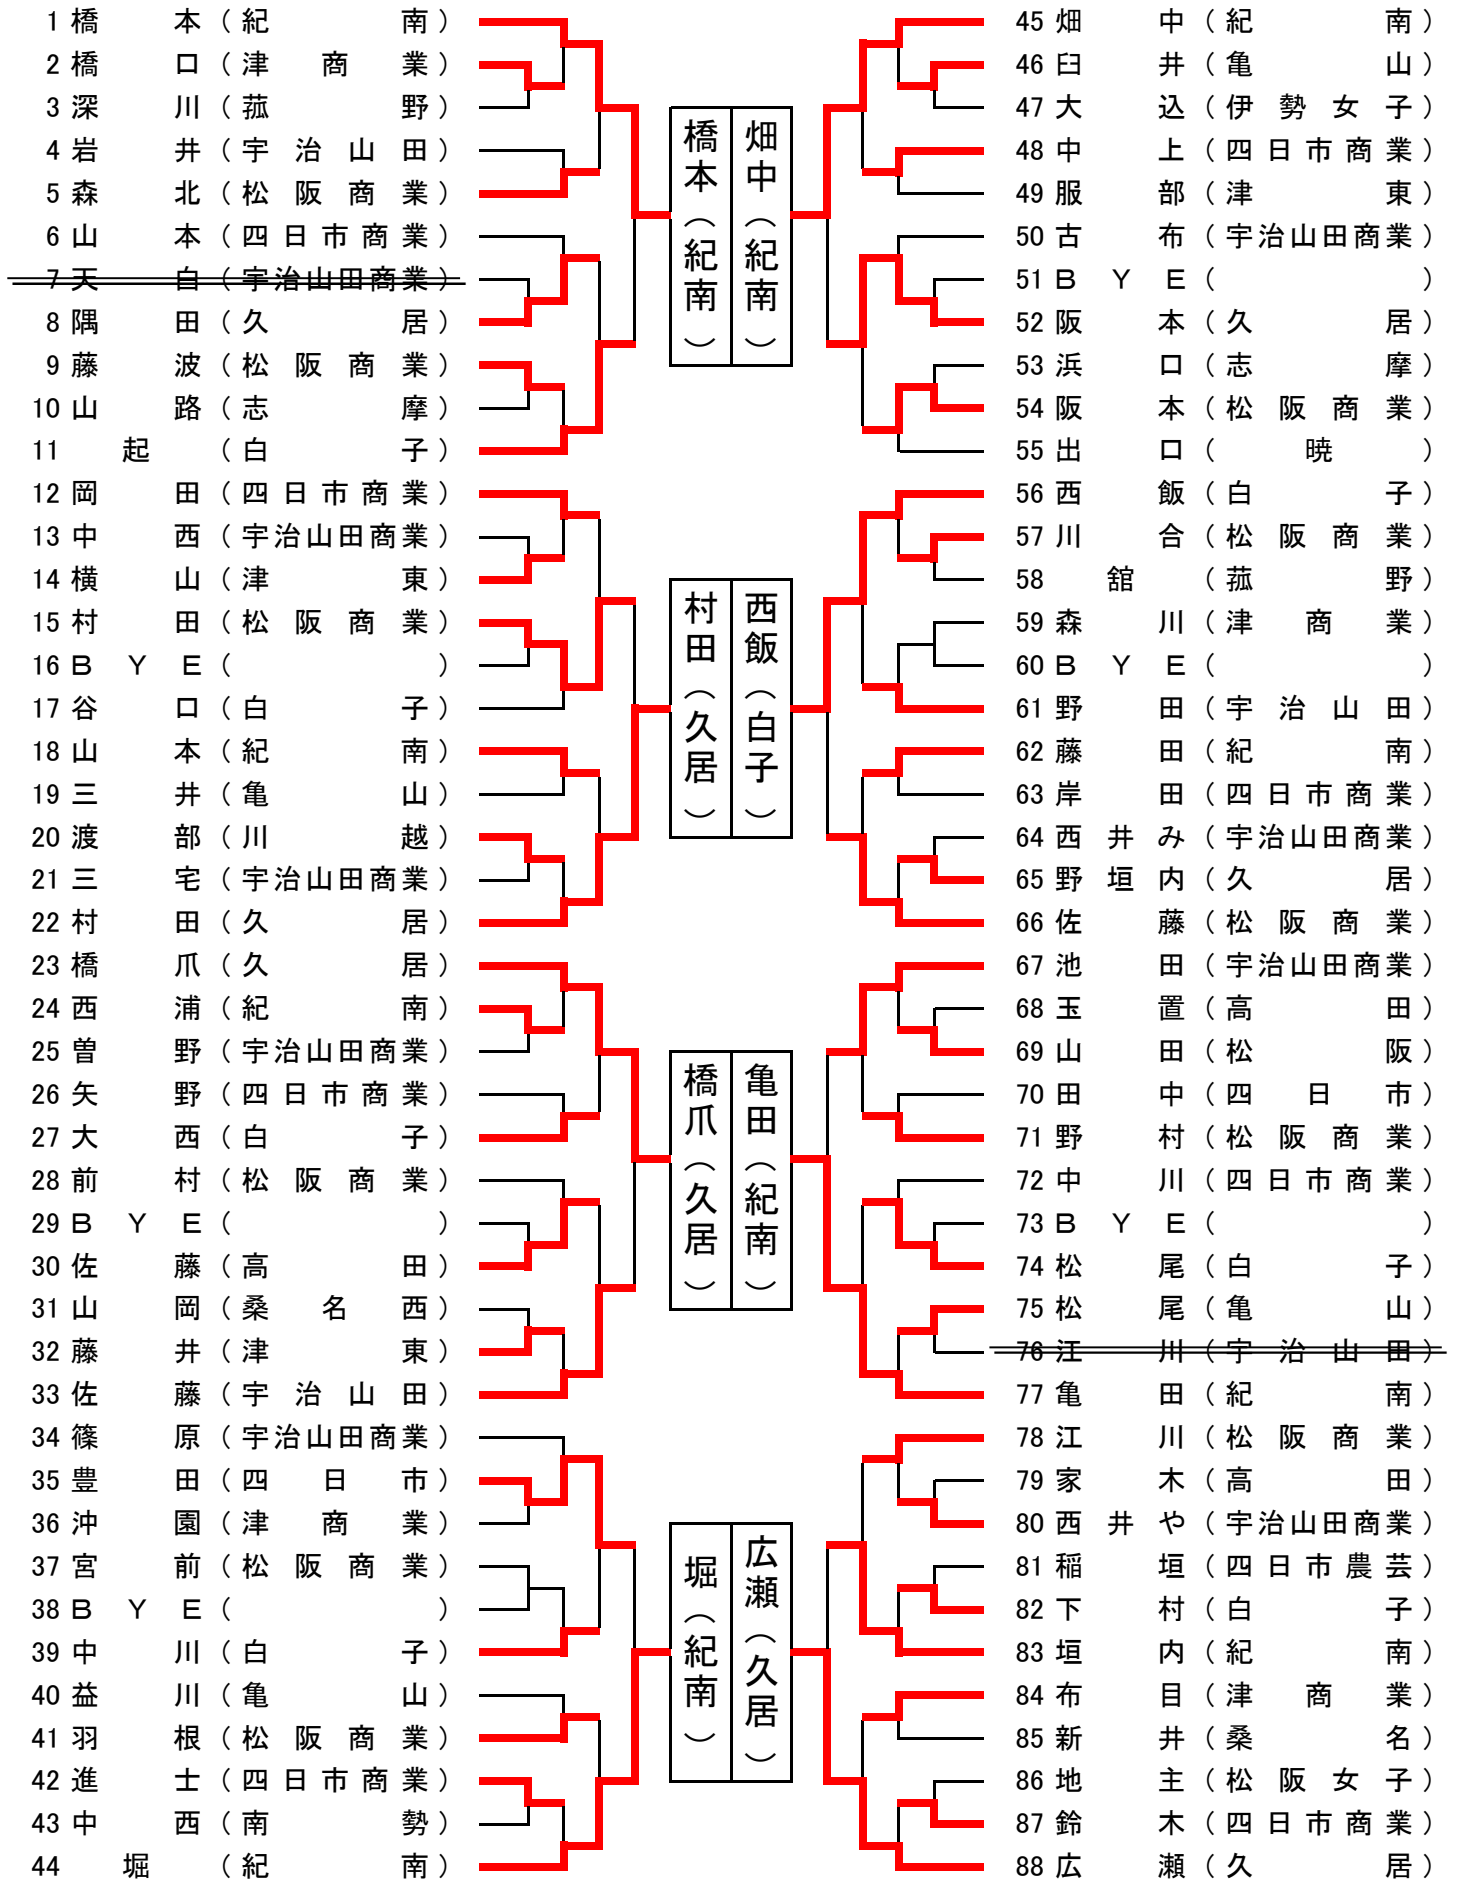 1 橋本（紀南）
2 橋口（津商業）
3 深川（菰野）
4 岩井（宇治山田）
5 森北（松阪商業）
6 山本（四日市商業）
7 天白（宇治山田商業）
8 隅田（久居）
9 藤波（松阪商業）
10 山路（志摩）
11 起（白子）
12 岡田（四日市商業）
13 中西（宇治山田商業）
14 横山（津東）
15 村田（松阪商業）
16 ＢＹＥ（）
17 谷口（白子）
18 山本（紀南）
19 三井（亀山）
20 渡部（川越）
21 三宅（宇治山田商業）
22 村田（久居）
23 橋爪（久居）
24 西浦（紀南）
25 曽野（宇治山田商業）
26 矢野（四日市商業）
27 大西（白子）
28 前村（松阪商業）
29 ＢＹＥ（）
30 佐藤（高田）
31 山岡（桑名西）
32 藤井（津東）
33 佐藤（宇治山田）
34 篠原（宇治山田商業）
35 豊田（四日市）
36 沖園（津商業）
37 宮前（松阪商業）
38 ＢＹＥ（）
39 中川（白子）
40 益川（亀山）
41 羽根（松阪商業）
42 進士（四日市商業）
43 中西（南勢）
44 堀（紀南）
橋本（紀南）
畑中（紀南）
村田（久居）
西飯（白子）
橋爪（久居）
亀田（紀南）
堀（紀南）
広瀬（久居）
45 畑中（紀南）
46 臼井（亀山）
47 大込（伊勢女子）
48 中上（四日市商業）
49 服部（津東）
50 古布（宇治山田商業）
51 ＢＹＥ（）
52 阪本（久居）
53 浜口（志摩）
54 阪本（松阪商業）
55 出口（暁）
56 西飯（白子）
57 川合（松阪商業）
58 舘（菰野）
59 森川（津商業）
60 ＢＹＥ（）
61 野田（宇治山田）
62 藤田（紀南）
63 岸田（四日市商業）
64 西井み（宇治山田商業）
65 野垣内（久居）
66 佐藤（松阪商業）
67 池田（宇治山田商業）
68 玉置（高田）
69 山田（松阪）
70 田中（四日市）
71 野村（松阪商業）
72 中川（四日市商業）
73 ＢＹＥ（）
74 松尾（白子）
75 松尾（亀山）
76 江川（宇治山田）
77 亀田（紀南）
78 江川（松阪商業）
79 家木（高田）
80 西井や（宇治山田商業）
81 稲垣（四日市農芸）
82 下村（白子）
83 垣内（紀南）
84 布目（津商業）
85 新井（桑名）
86 地主（松阪女子）
87 鈴木（四日市商業）
88 広瀬（久居）